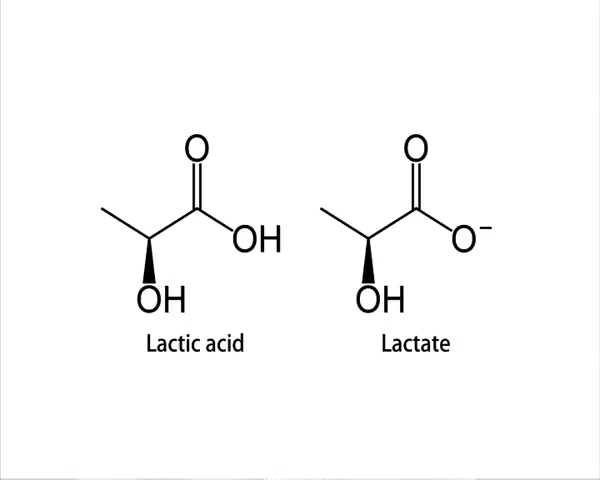 O O
OH O⁻
OH OH
Lactic acid Lactate